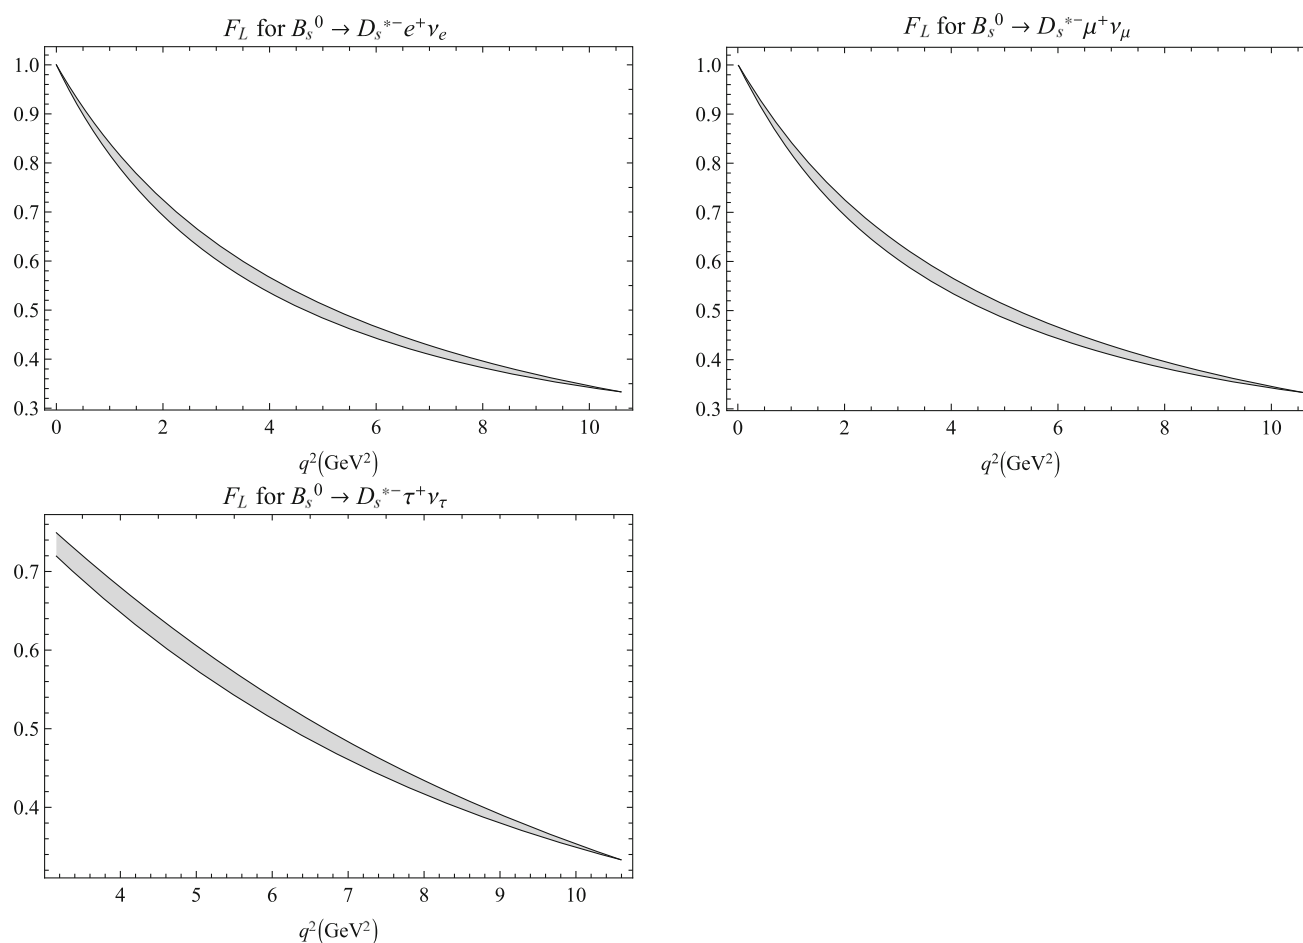 F_L for B_s^0 → D_s^{*−} e^+ ν_e
1.0
0.9
0.8
0.7
0.6
0.5
0.4
0.3
0 2 4 6 8 10
q^2(GeV^2)
F_L for B_s^0 → D_s^{*−} μ^+ ν_μ
1.0
0.9
0.8
0.7
0.6
0.5
0.4
0.3
0 2 4 6 8 10
q^2(GeV^2)
F_L for B_s^0 → D_s^{*−} τ^+ ν_τ
0.7
0.6
0.5
0.4
4 5 6 7 8 9 10
q^2(GeV^2)